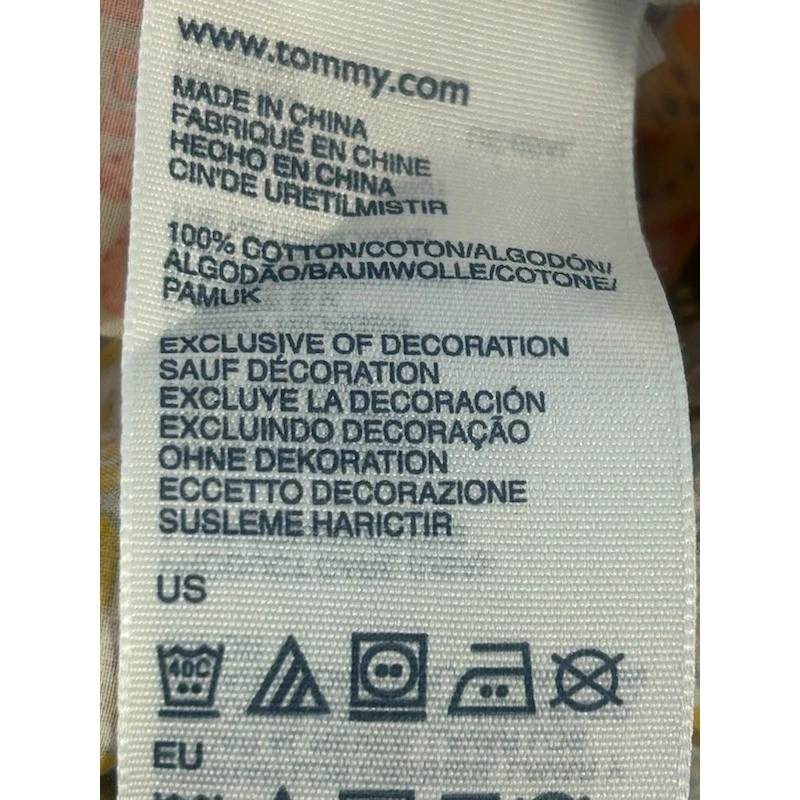 www.tommy.com
MADE IN CHINA
FABRIQUÉ EN CHINE
HECHO EN CHINA
CIN'DE URETILMISTIR
100% COTTON/COTON/ALGODÓN/
ALGODÃO/BAUMWOLLE/COTONE/
PAMUK
EXCLUSIVE OF DECORATION
SAUF DÉCORATION
EXCLUYE LA DECORACIÓN
EXCLUINDO DECORAÇÃO
OHNE DEKORATION
ECCETTO DECORAZIONE
SUSLEME HARICTIR
US
40C
EU